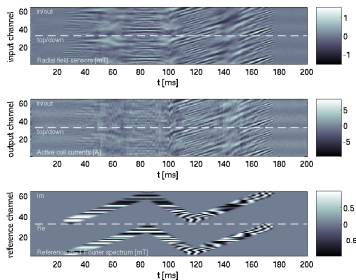 input channel
60
40
20
in/out
top/down
Radial field sensors [mT]
20 40 60 80 100 120 140 160 180 200
t [ms]
1
0
-1
output channel
60
40
20
in/out
top/down
Active coil currents [A]
20 40 60 80 100 120 140 160 180 200
t [ms]
5
0
-5
reference channel
60
40
20
Im
Re
Fourier spectrum [mT]
20 40 60 80 100 120 140 160 180 200
t [ms]
0.5
0